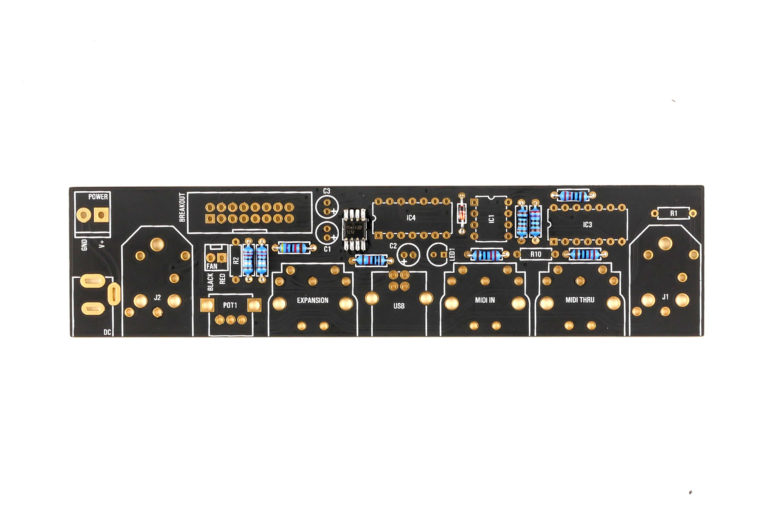 POWER
GND
V+
BREAKOUT
C3
C1
IC4
IC1
IC3
R1
J2
BLACK
FAN
RED
R2
C2
LED1
R10
DC
POT1
EXPANSION
USB
MIDI IN
MIDI THRU
J1